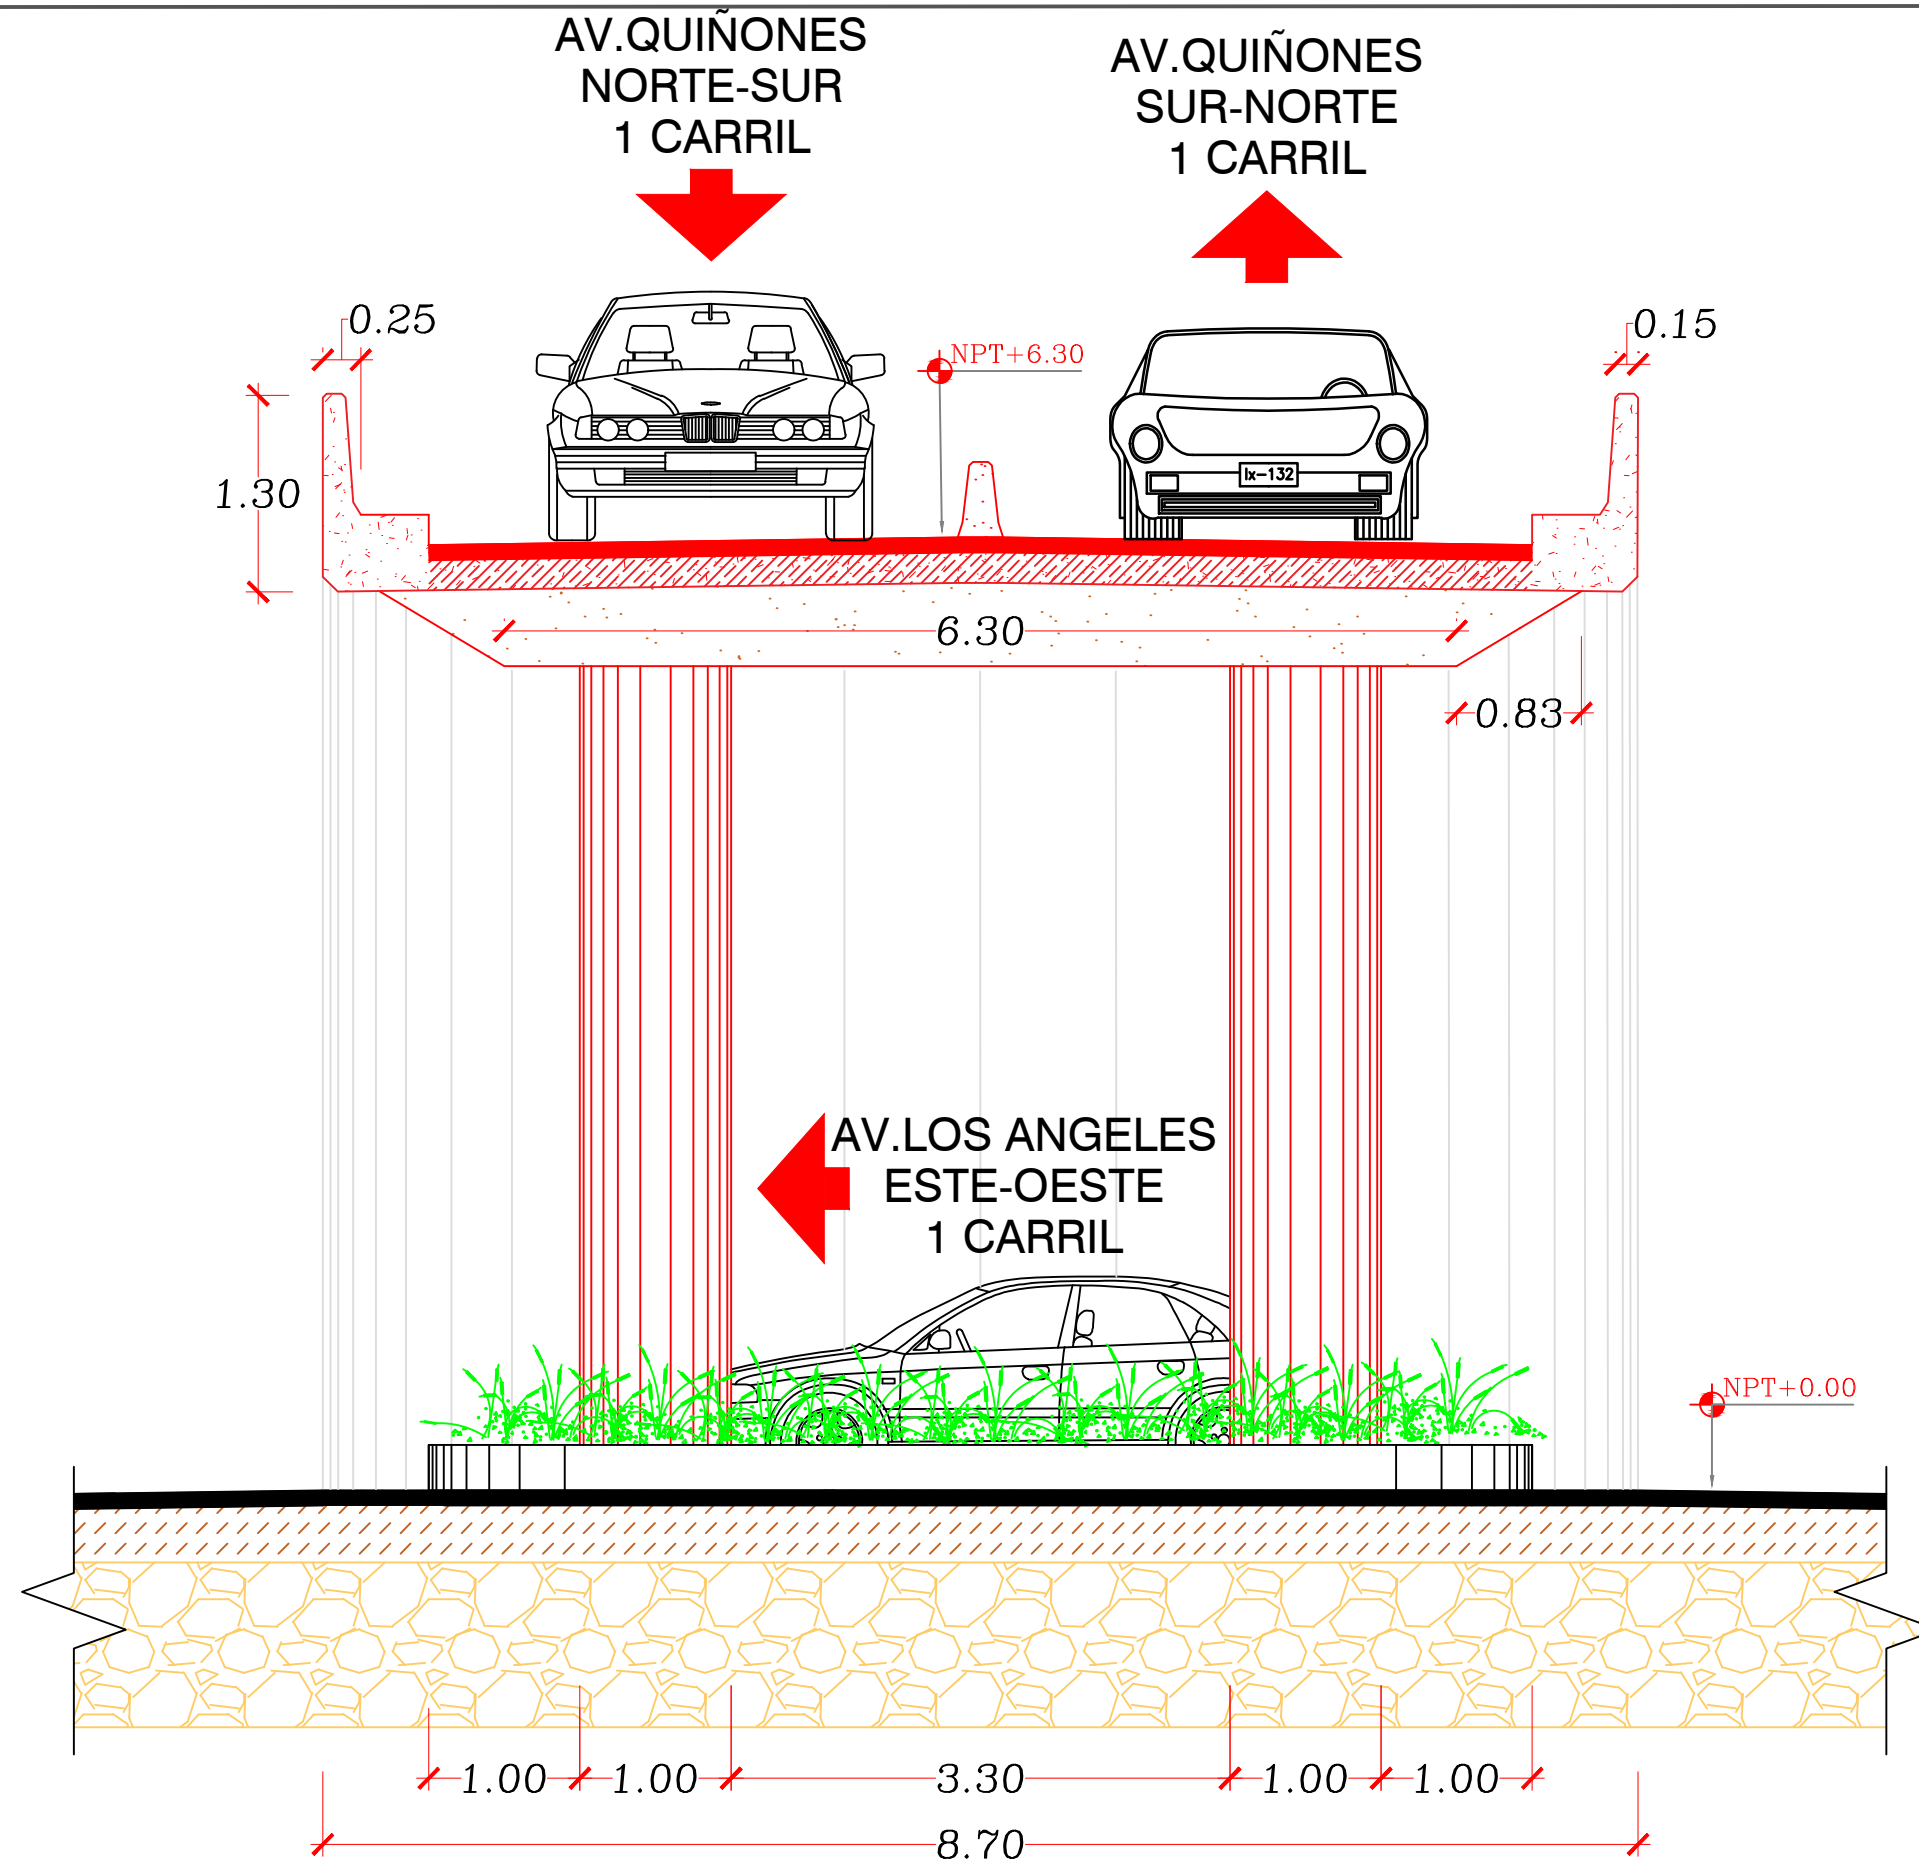 AV.QUIÑONES
NORTE-SUR
1 CARRIL
AV.QUIÑONES
SUR-NORTE
1 CARRIL
0.25
0.15
NPT+6.30
1.30
lx-132
6.30
0.83
AV.LOS ANGELES
ESTE-OESTE
1 CARRIL
NPT+0.00
1.00
1.00
3.30
1.00
1.00
8.70